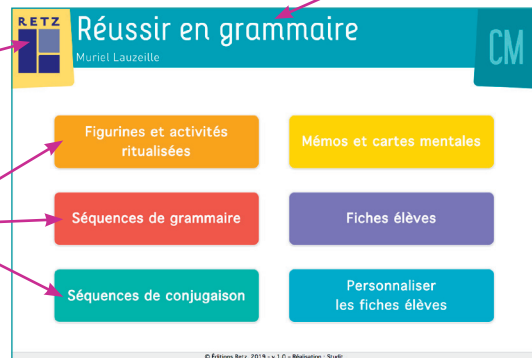 RETZ
Réussir en grammaire
Muriel Lauzeille
CM
Figurines et activités
ritualisées
Mémos et cartes mentales
Séquences de grammaire
Fiches élèves
Séquences de conjugaison
Personnaliser
les fiches élèves
© Éditions Retz, 2019 - v 1.0 - Réalisation : Studit